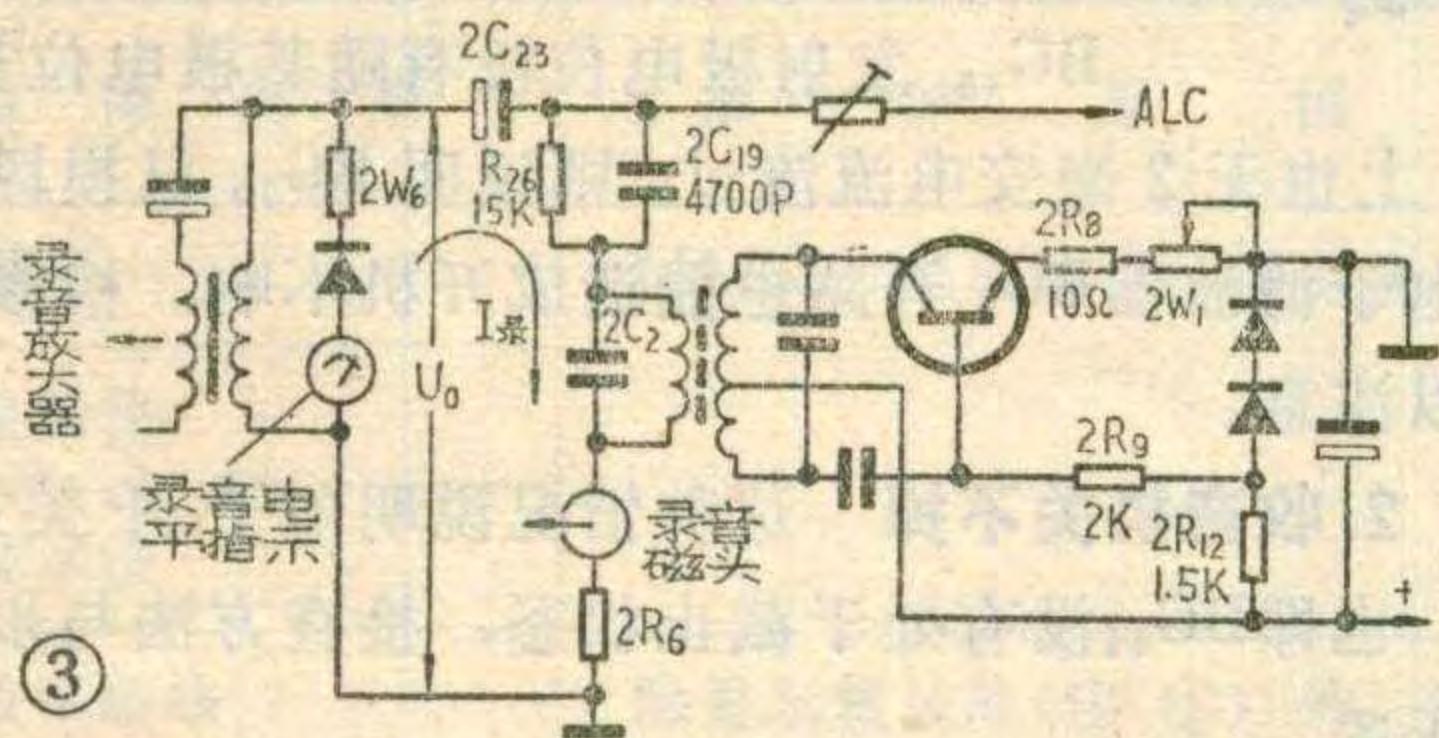 2C₂₃
ALC
R₂₆
15K
2C₁₉
4700P
2W₆
2R₈
10Ω
2W₁
录音放大器
I录
2C₂
U₀
2R₉
2K
2R₁₂
1.5K
录音电
平指示
录音
磁头
2R₆
+
③